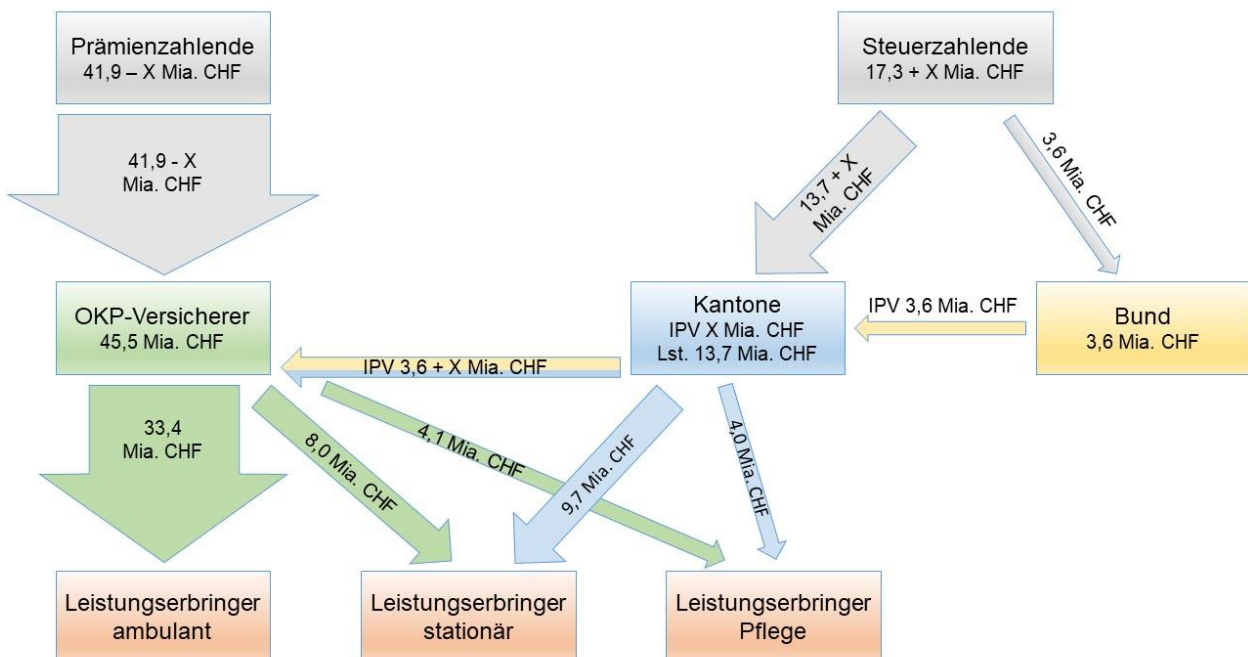 Prämienzahlende
41,9 – X Mia. CHF
Steuerzahlende
17,3 + X Mia. CHF
41,9 - X
Mia. CHF
13,7 + X
Mia. CHF
3,6 Mia. CHF
OKP-Versicherer
45,5 Mia. CHF
Kantone
IPV X Mia. CHF
Lst. 13,7 Mia. CHF
IPV 3,6 Mia. CHF
Bund
3,6 Mia. CHF
IPV 3,6 + X Mia. CHF
33,4
Mia. CHF
8,0 Mia. CHF
4,1 Mia. CHF
9,7 Mia. CHF
4,0 Mia. CHF
Leistungserbringer
ambulant
Leistungserbringer
stationär
Leistungserbringer
Pflege